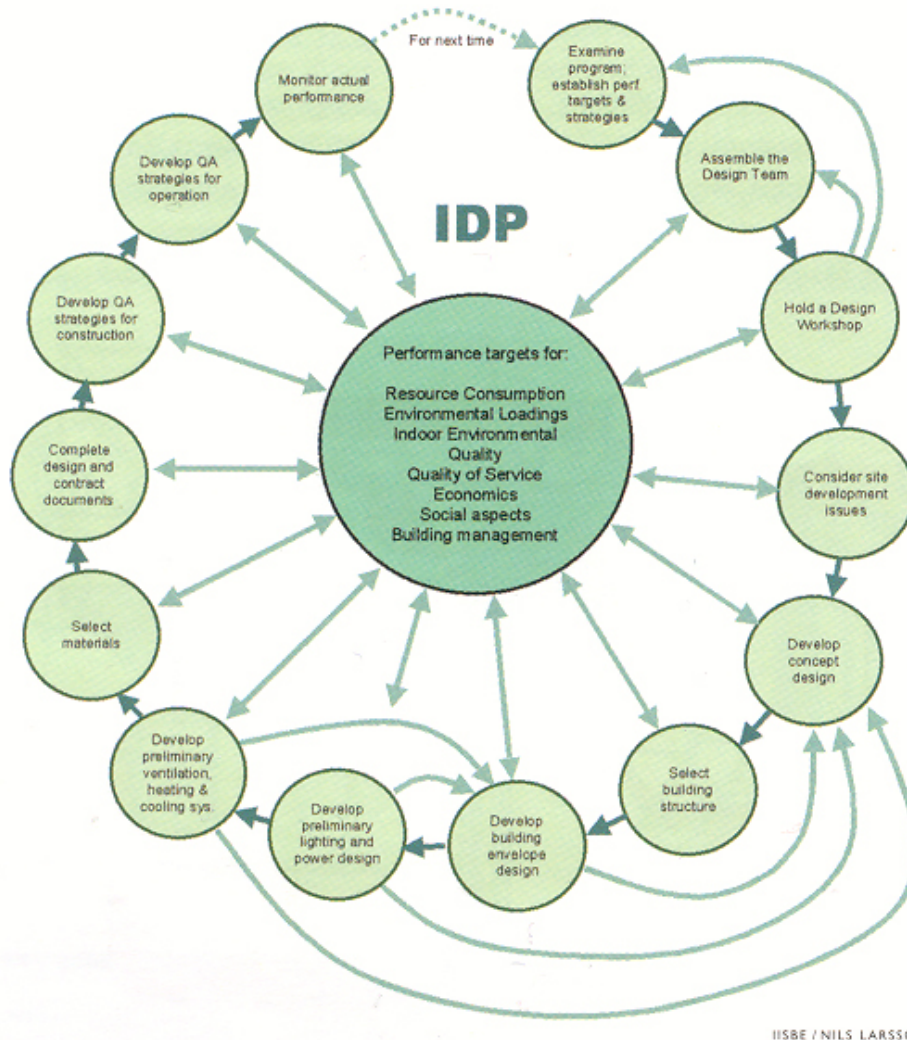 For next time
Examine
program;
establish perf.
targets &
strategies
Assemble the
Design Team
Hold a Design
Workshop
Consider site
development
issues
Develop
concept
design
Select
building
structure
Develop
building
envelope
design
Develop
preliminary
lighting and
power design
Develop
preliminary
ventilation,
heating &
cooling sys.
Select
materials
Complete
design and
contract
documents
Develop QA
strategies for
construction
Develop QA
strategies for
operation
Monitor actual
performance
IDP
Performance targets for:
Resource Consumption
Environmental Loadings
Indoor Environmental
Quality
Quality of Service
Economics
Social aspects
Building management
IISBE / NILS LARSS